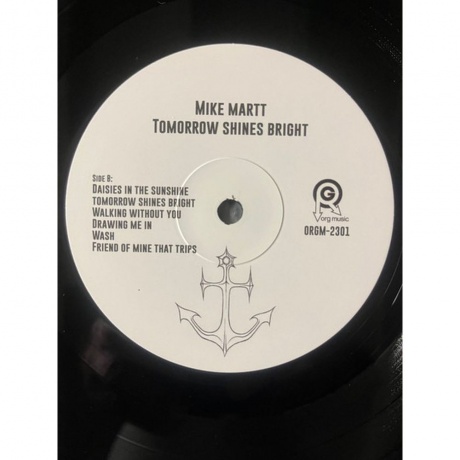 MIKE MARTT
TOMORROW SHINES BRIGHT
SIDE B:
DAISIES IN THE SUNSHINE
TOMORROW SHINES BRIGHT
WALKING WITHOUT YOU
DRAWING ME IN
WASH
FRIEND OF MINE THAT TRIPS
org music
ORGM-2301